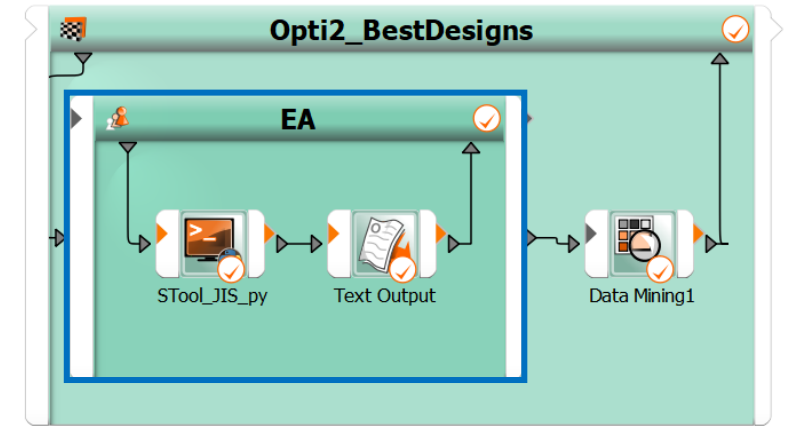 Opti2_BestDesigns
EA
STool_JIS_py
Text Output
Data Mining1